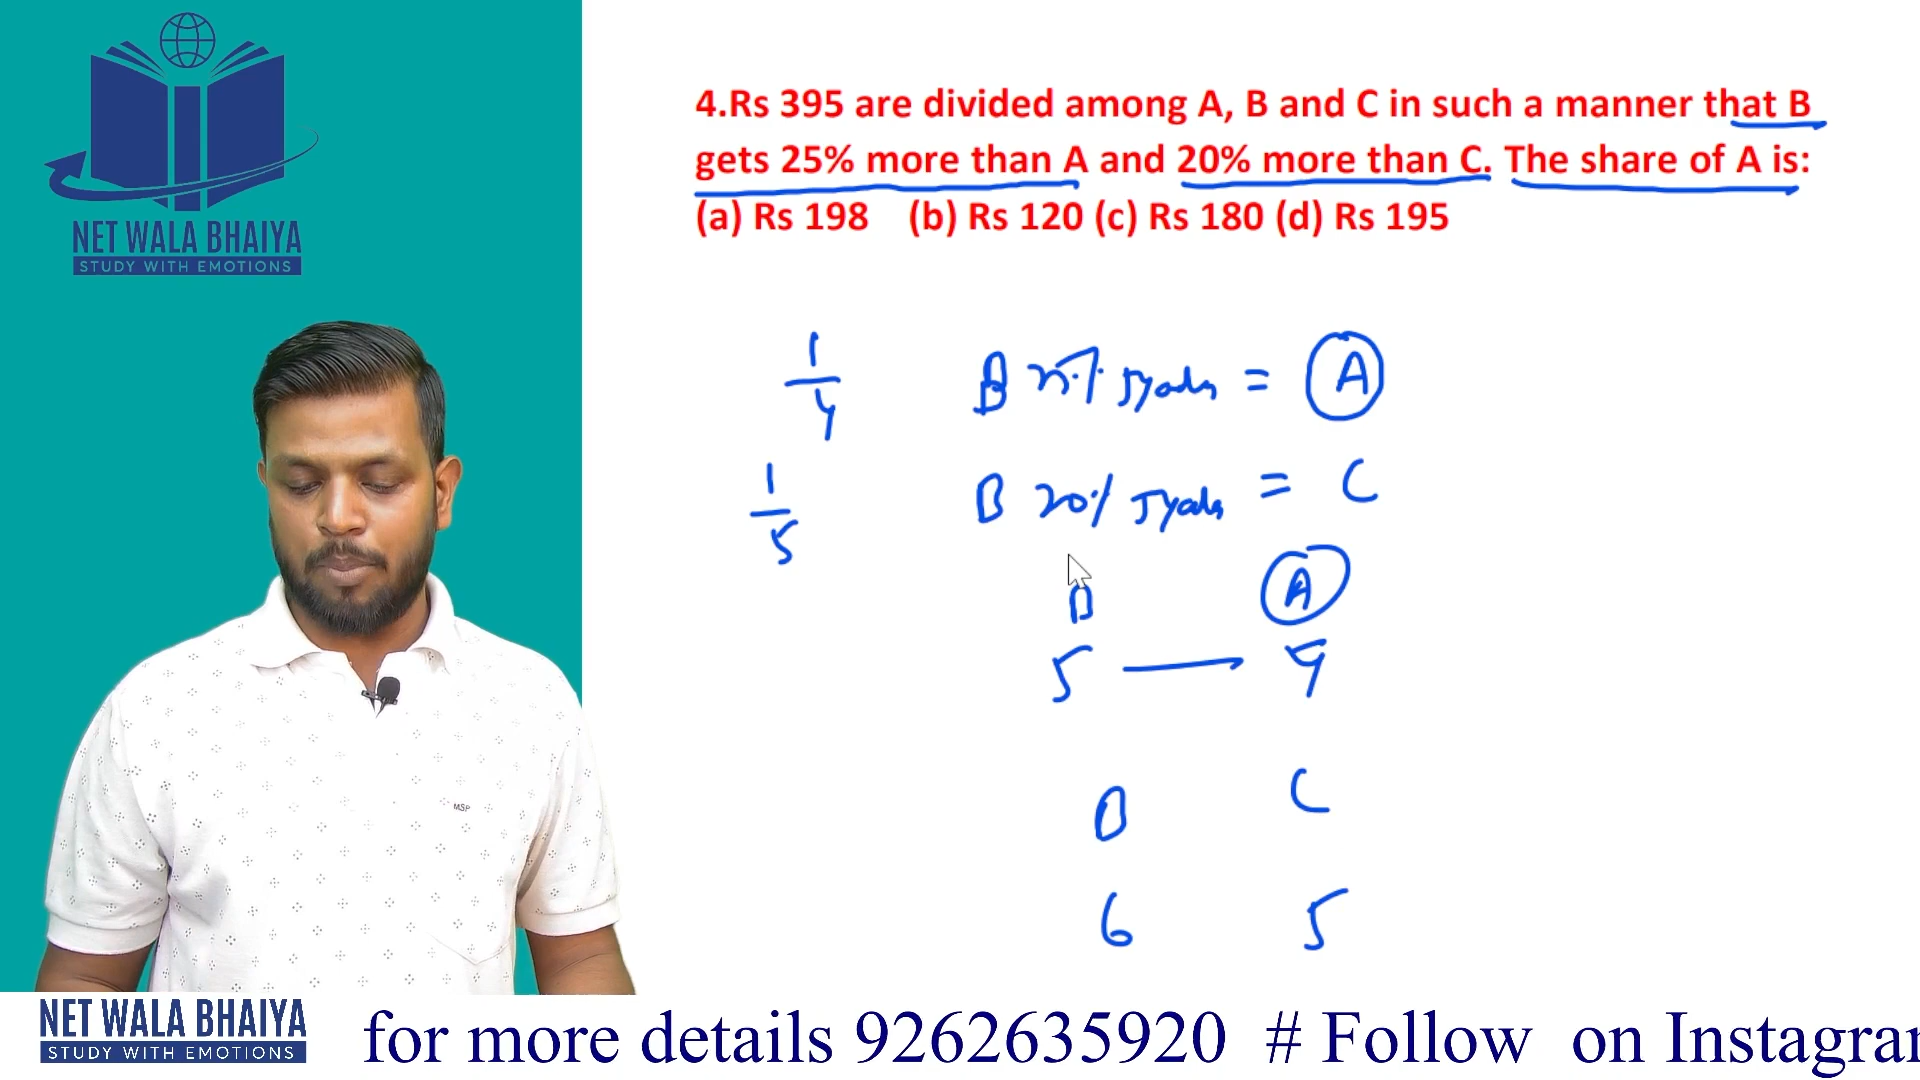 NET WALA BHAIYA
STUDY WITH EMOTIONS
4.Rs 395 are divided among A, B and C in such a manner that B
gets 25% more than A and 20% more than C. The share of A is:
(a) Rs 198 (b) Rs 120 (c) Rs 180 (d) Rs 195
1/4 B 25% = A
1/5 B 20% = C
B A
5 4
B C
6 5
MSP
NET WALA BHAIYA
STUDY WITH EMOTIONS
for more details 9262635920 # Follow on Instagram